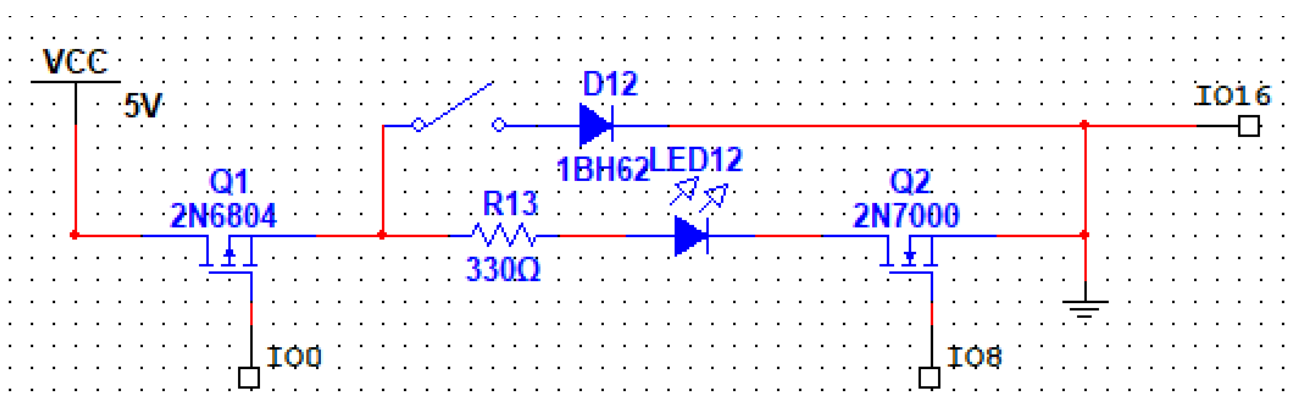 VCC
5V
D12
1BH62
IO16
LED12
Q1
2N6804
R13
330Ω
Q2
2N7000
IO0
IO8